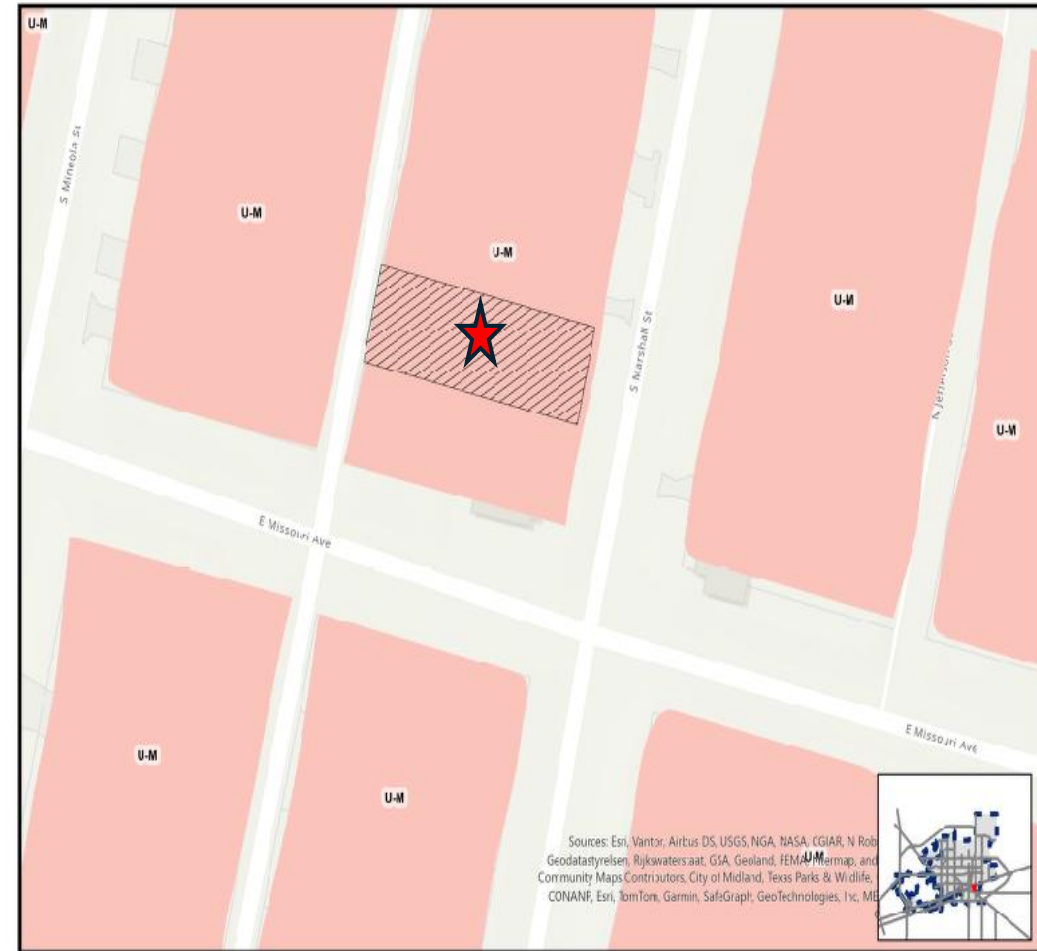 U-M
S Mineola St
U-M
U-M
U-M
S Marshall St
N Jefferson St
U-M
E Missouri Ave
E Missouri Ave
U-M
U-M
U-M
Sources: Esri, Vantor, Airbus DS, USGS, NGA, NASA, CGIAR, N Rob
Geodatastyrelsen, Rijkswaterstaat, GSA, Geoland, FEMA, and
Community Maps Contributors, City of Midland, Texas Parks & Wildlife,
CONANP, Esri, TomTom, Garmin, SafeGraph, GeoTechnologies, Inc, ME